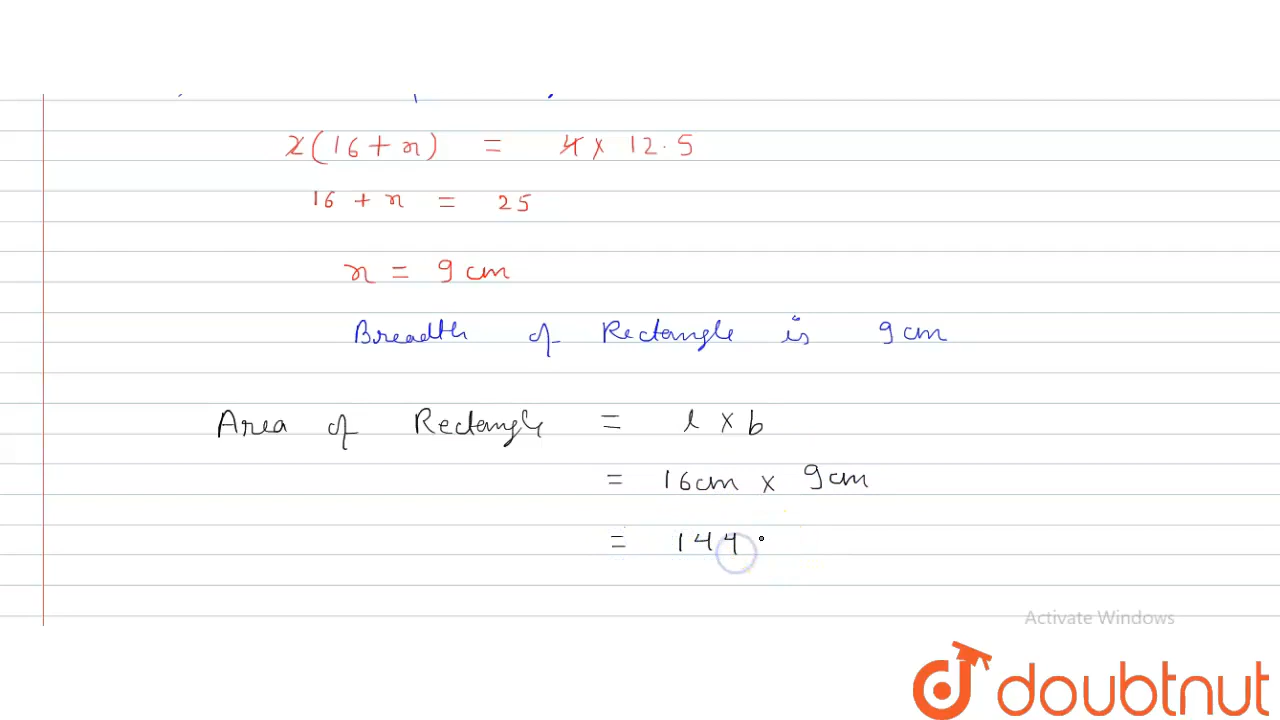 2(16 + x) = 4 × 12.5
16 + x = 25
x = 9 cm
Breadth of Rectangle is 9 cm
Area of Rectangle = l × b
= 16cm × 9cm
= 144
Activate Windows
doubtnut